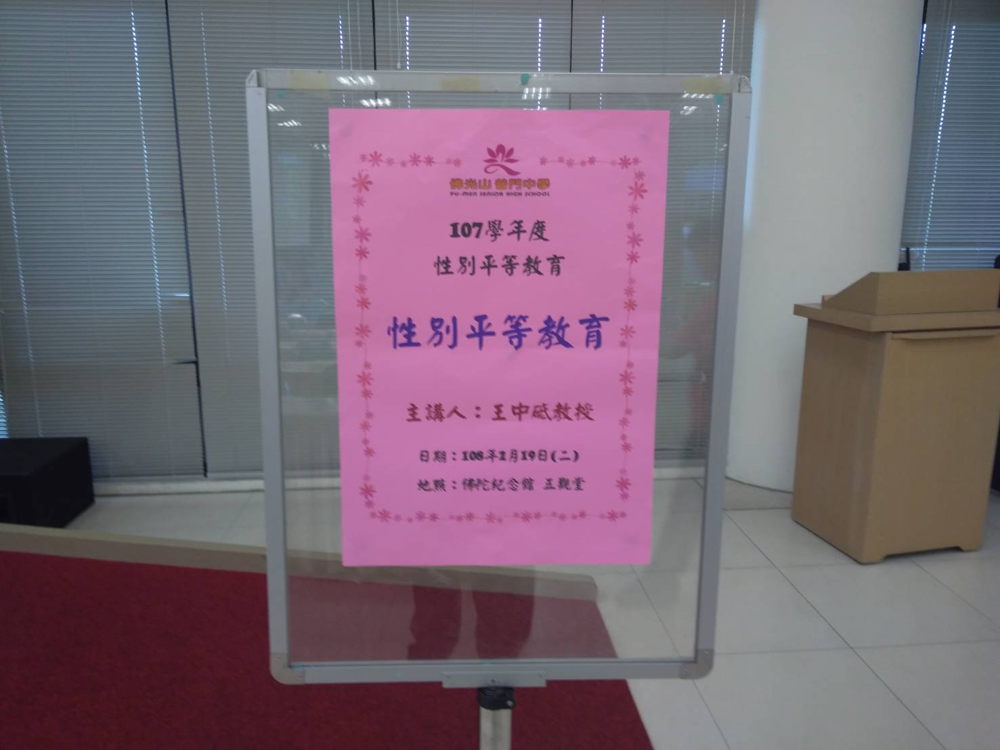 佛光山 普門中學
PU-MEN SENIOR HIGH SCHOOL
107學年度
性別平等教育
性別平等教育
主講人：王中砥教授
日期：108年2月19日(二)
地點：佛陀紀念館 五觀堂